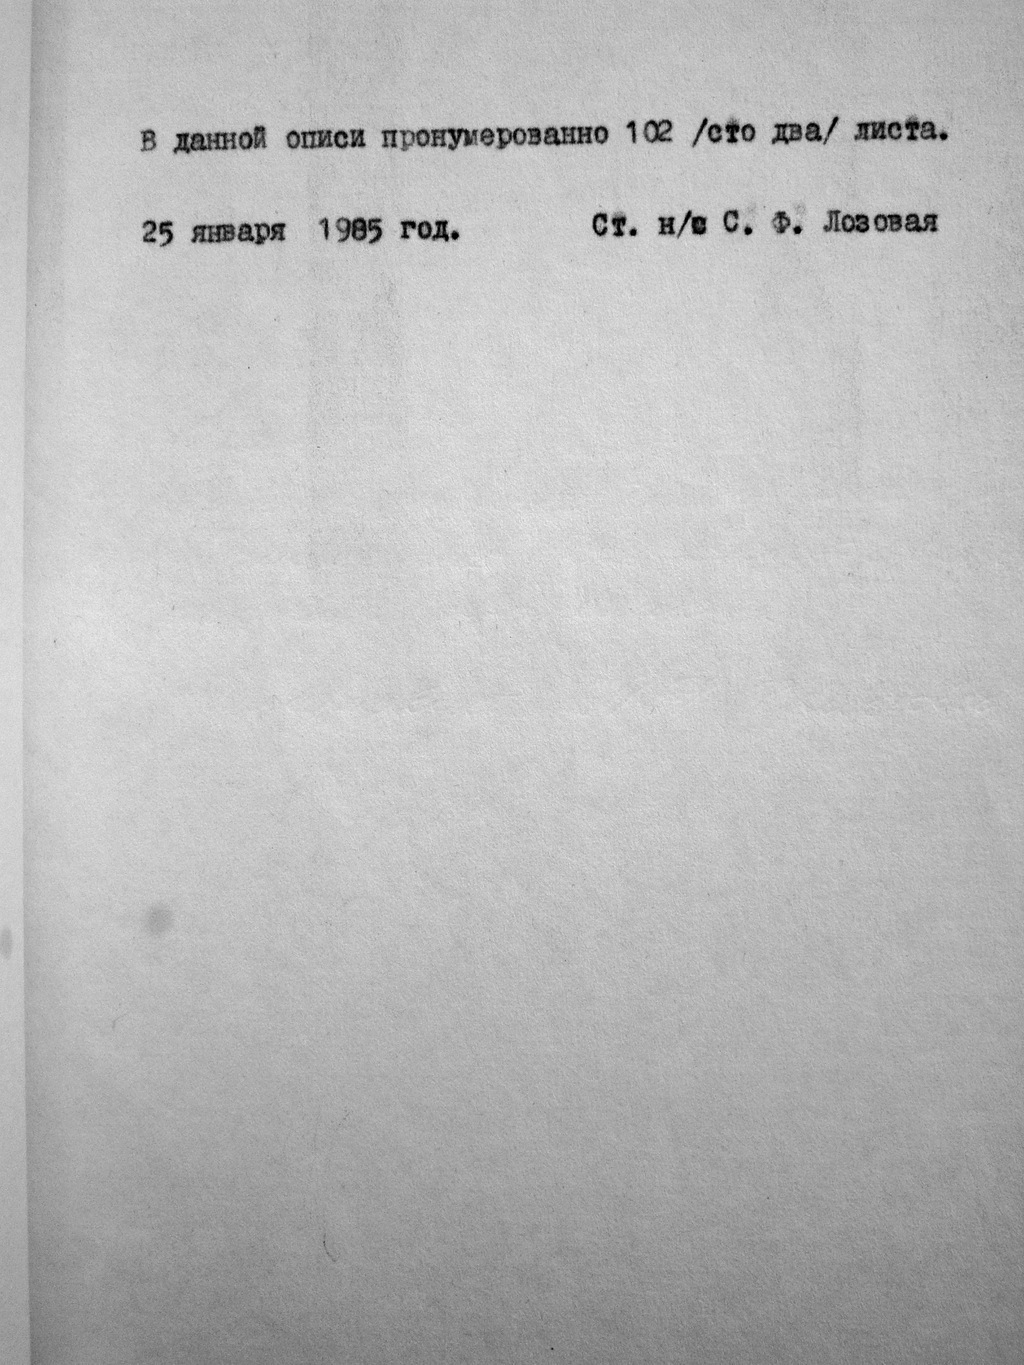 В данной описи пронумерованно 102 /сто два/ листа.
25 января 1985 год. Ст. н/с С. Ф. Лозовая